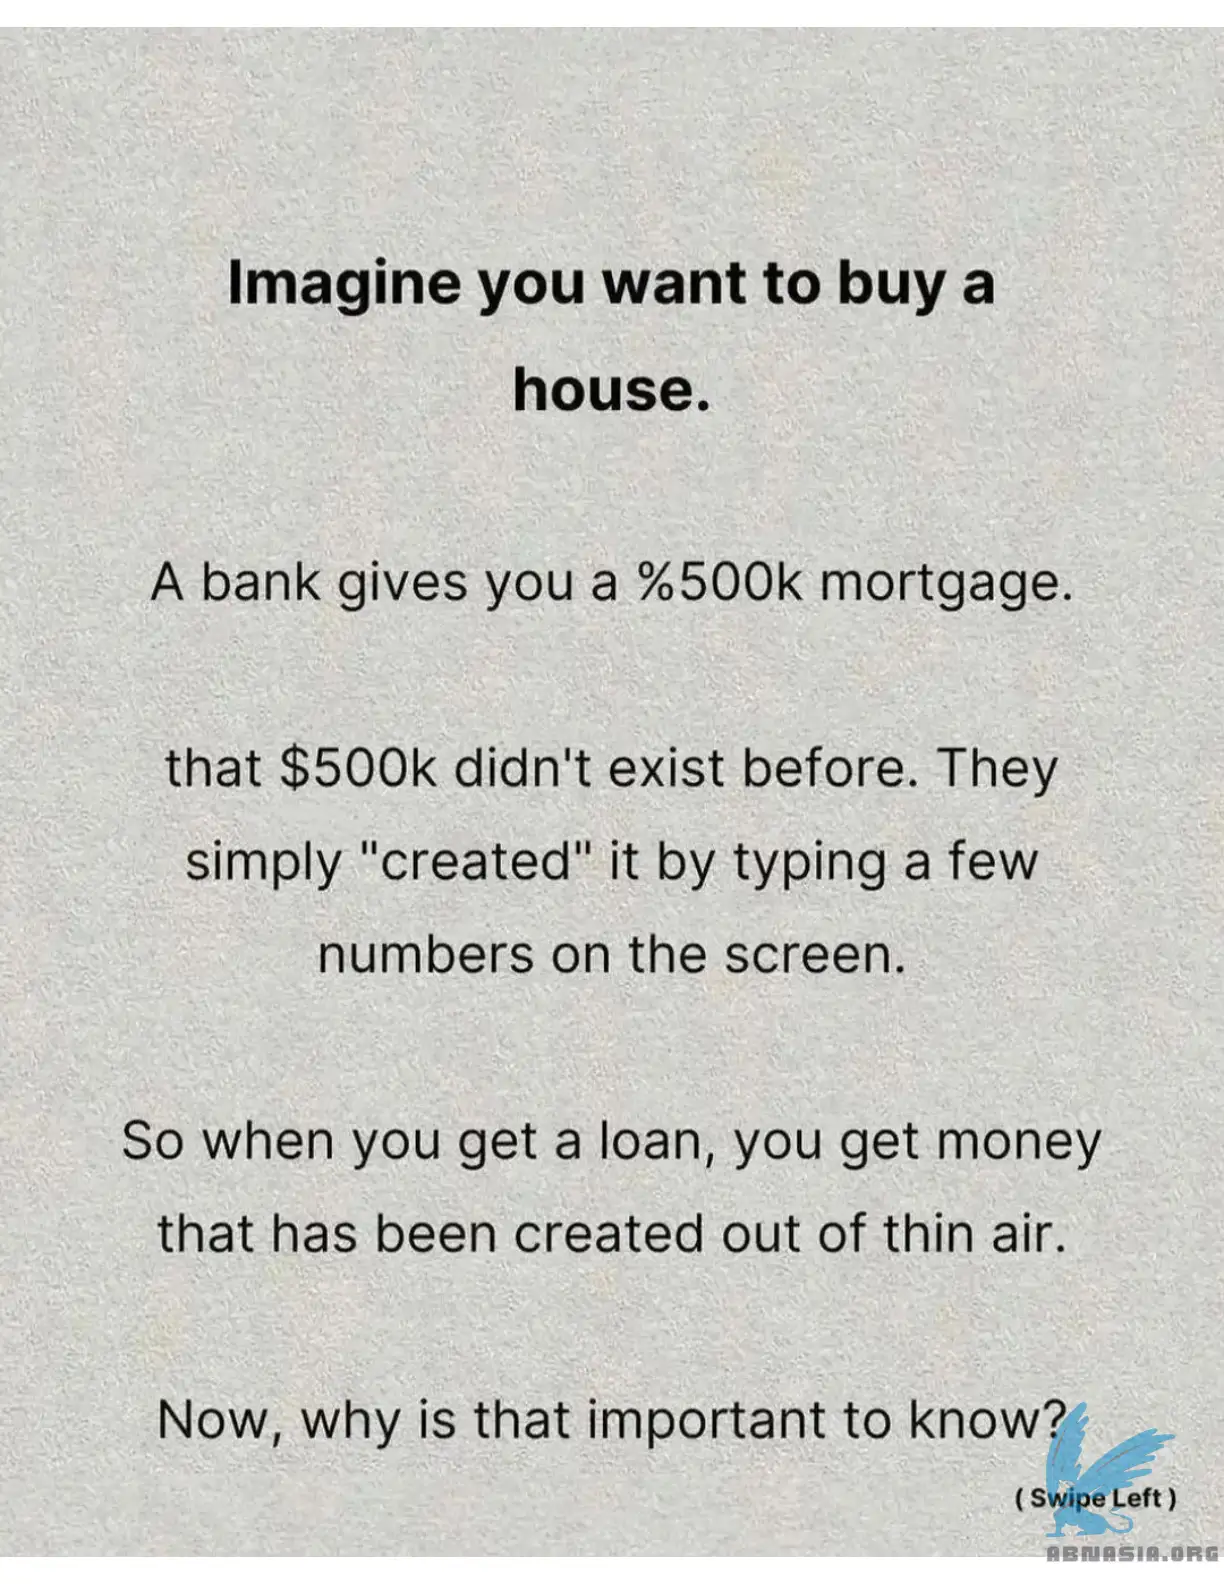 Imagine you want to buy a
house.
A bank gives you a %500k mortgage.
that $500k didn't exist before. They
simply "created" it by typing a few
numbers on the screen.
So when you get a loan, you get money
that has been created out of thin air.
Now, why is that important to know?
( Swipe Left )
ABNASIA.ORG